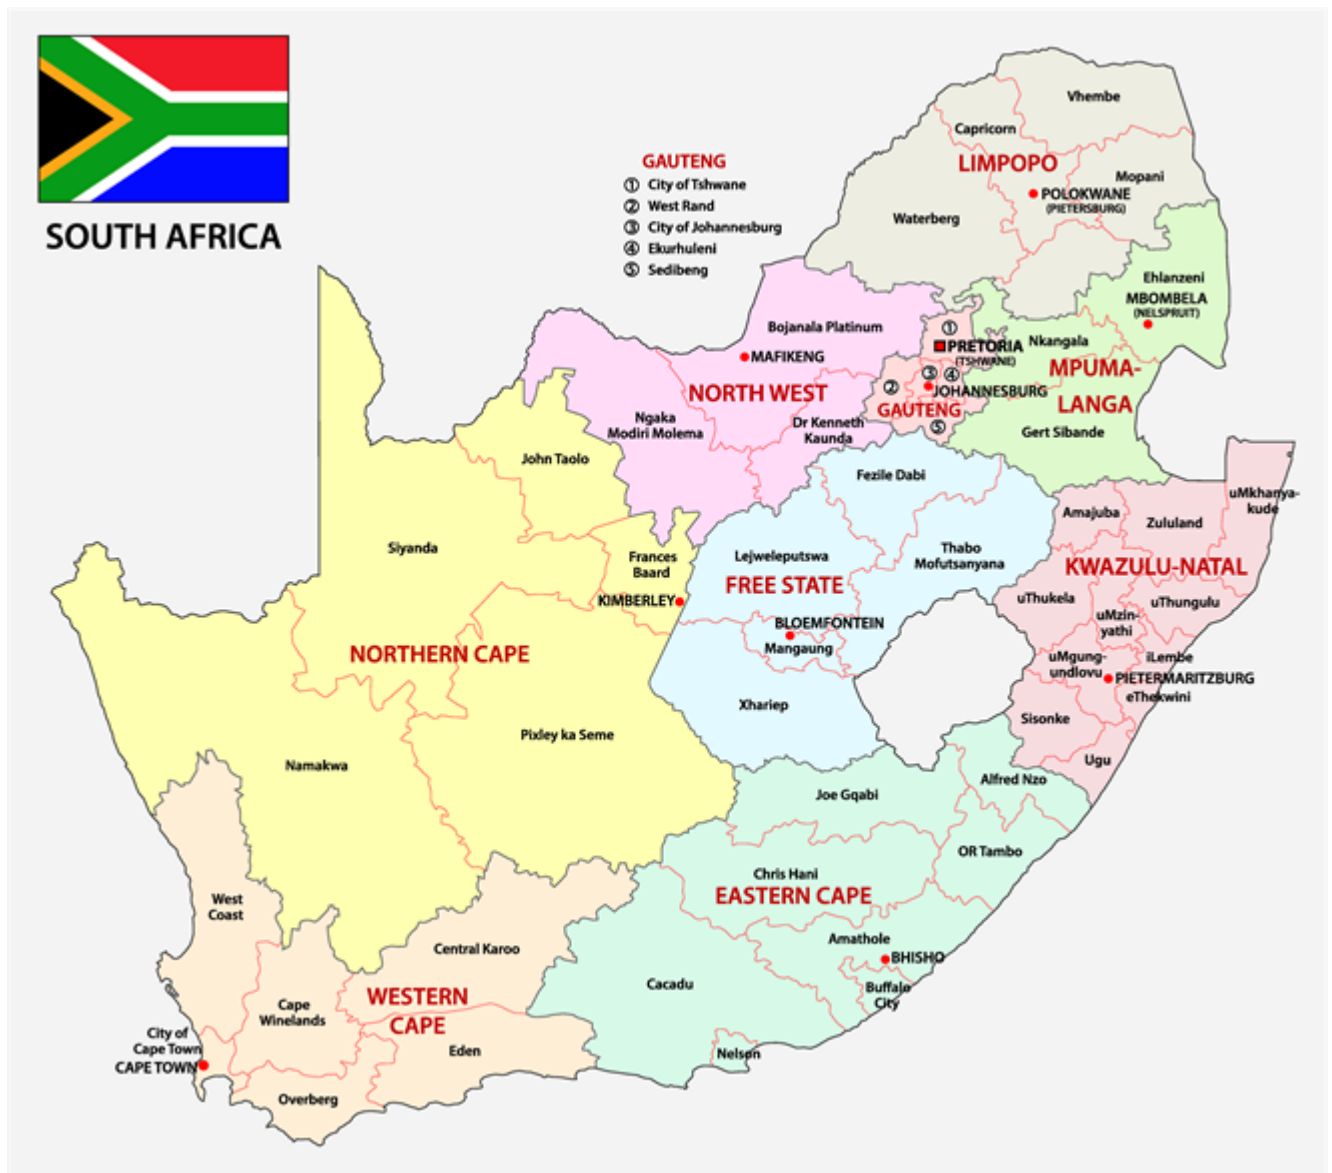 SOUTH AFRICA
GAUTENG
① City of Tshwane
② West Rand
③ City of Johannesburg
④ Ekurhuleni
⑤ Sedibeng
Vhembe
Capricorn
LIMPOPO
Mopani
POLOKWANE
(PIETERSBURG)
Waterberg
Ehlanzeni
MBOMBELA
(NELSPRUIT)
Bojanala Platinum
①
Nkangala
PRETORIA
(TSHWANE)
MAFIKENG
MPUMA-
LANGA
NORTH WEST
②
③
④
JOHANNESBURG
GAUTENG
⑤
Ngaka
Modiri Molema
Dr Kenneth
Kaunda
Gert Sibande
John Taolo
Fezile Dabi
uMkhanya-
kude
Amajuba
Zululand
Siyanda
Frances
Baard
Lejweleputswa
Thabo
Mofutsanyana
KWAZULU-NATAL
FREE STATE
KIMBERLEY
uThukela
uThungulu
uMzin-
yathi
BLOEMFONTEIN
Mangaung
NORTHERN CAPE
uMgung-
undlovu
iLembe
PIETERMARITZBURG
eThekwini
Xhariep
Sisonke
Pixley ka Seme
Ugu
Namakwa
Alfred Nzo
Joe Gqabi
OR Tambo
Chris Hani
EASTERN CAPE
West
Coast
Amathole
BHISHO
Central Karoo
Cacadu
Buffalo
City
WESTERN
CAPE
Cape
Winelands
City of
Cape Town
CAPE TOWN
Eden
Nelson
Overberg